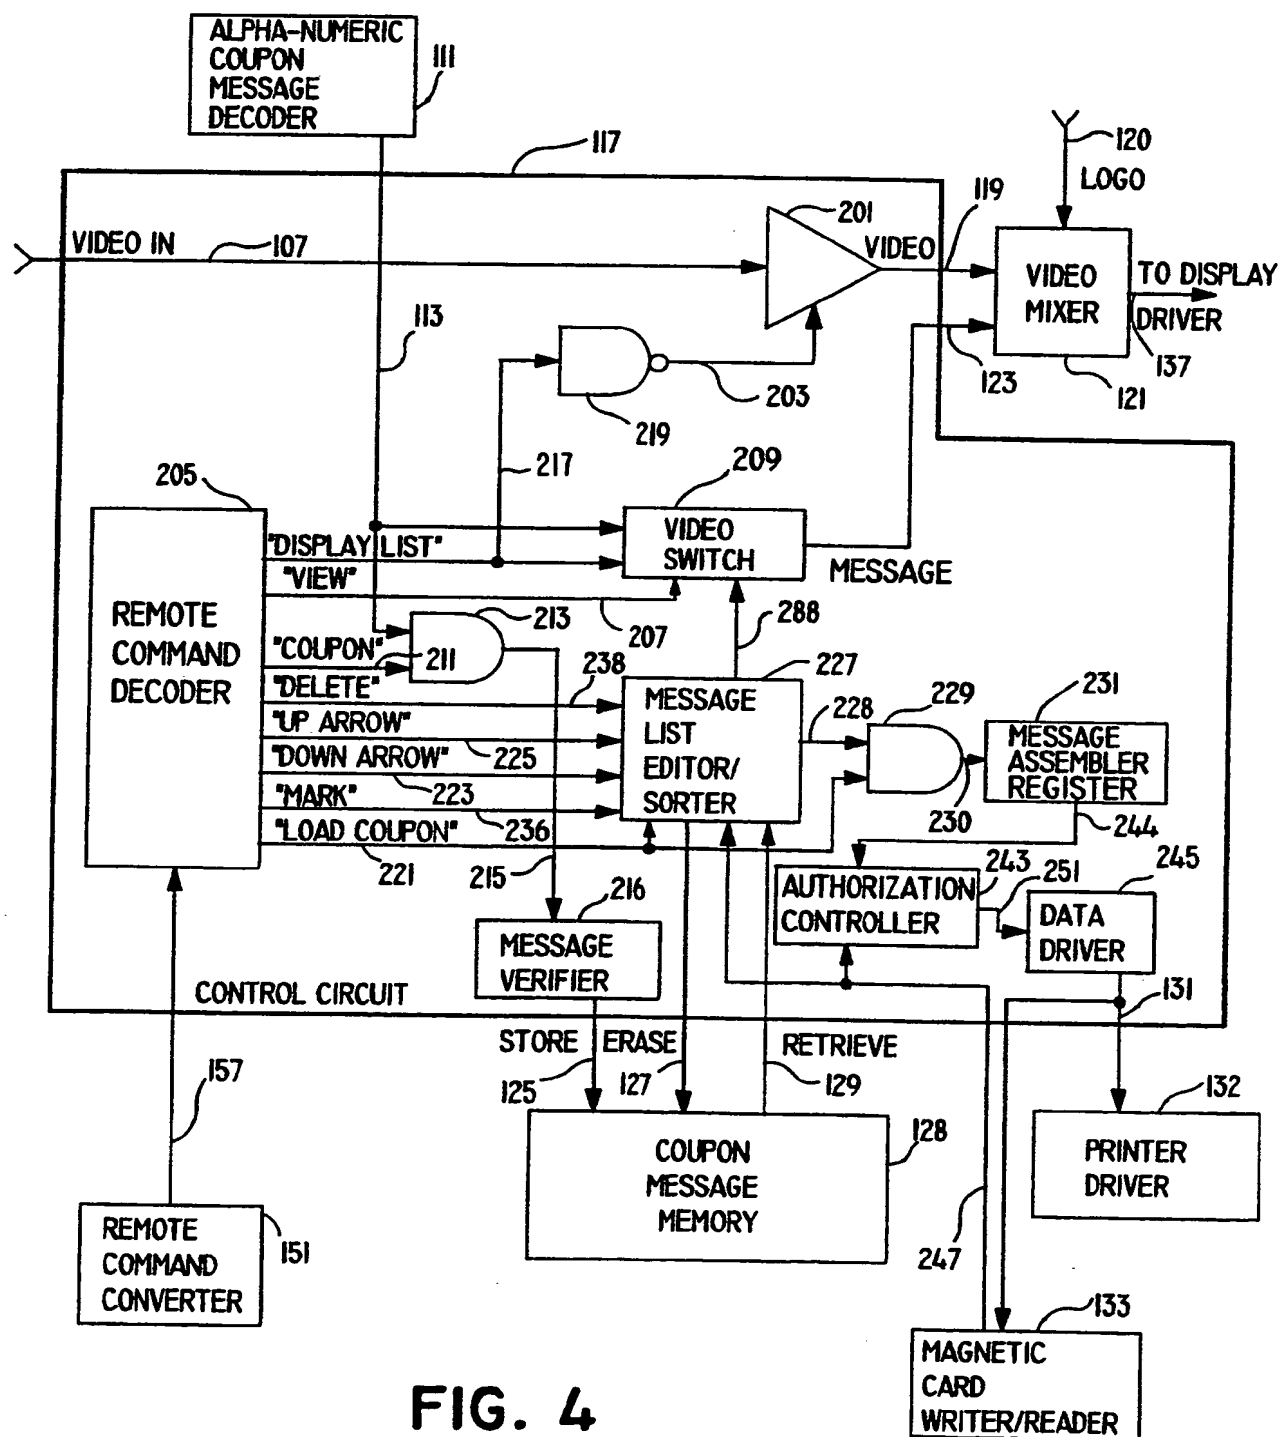 ALPHA-NUMERIC
COUPON
MESSAGE
DECODER
111
117
120
LOGO
201
119
VIDEO IN
107
VIDEO
VIDEO
MIXER
TO DISPLAY
DRIVER
113
203
123
121
137
219
217
205
209
"DISPLAY LIST"
VIDEO
SWITCH
MESSAGE
"VIEW"
207
REMOTE
COMMAND
DECODER
213
288
"COUPON"
211
"DELETE"
238
227
"UP ARROW"
225
"DOWN ARROW"
223
"MARK"
236
"LOAD COUPON"
221
MESSAGE
LIST
EDITOR/
SORTER
228
229
231
MESSAGE
ASSEMBLER
REGISTER
230
244
215
216
243
251
245
AUTHORIZATION
CONTROLLER
DATA
DRIVER
MESSAGE
VERIFIER
CONTROL CIRCUIT
131
STORE
ERASE
RETRIEVE
125
127
129
157
132
128
COUPON
MESSAGE
MEMORY
PRINTER
DRIVER
REMOTE
COMMAND
CONVERTER
151
247
133
MAGNETIC
CARD
WRITER/READER
FIG. 4